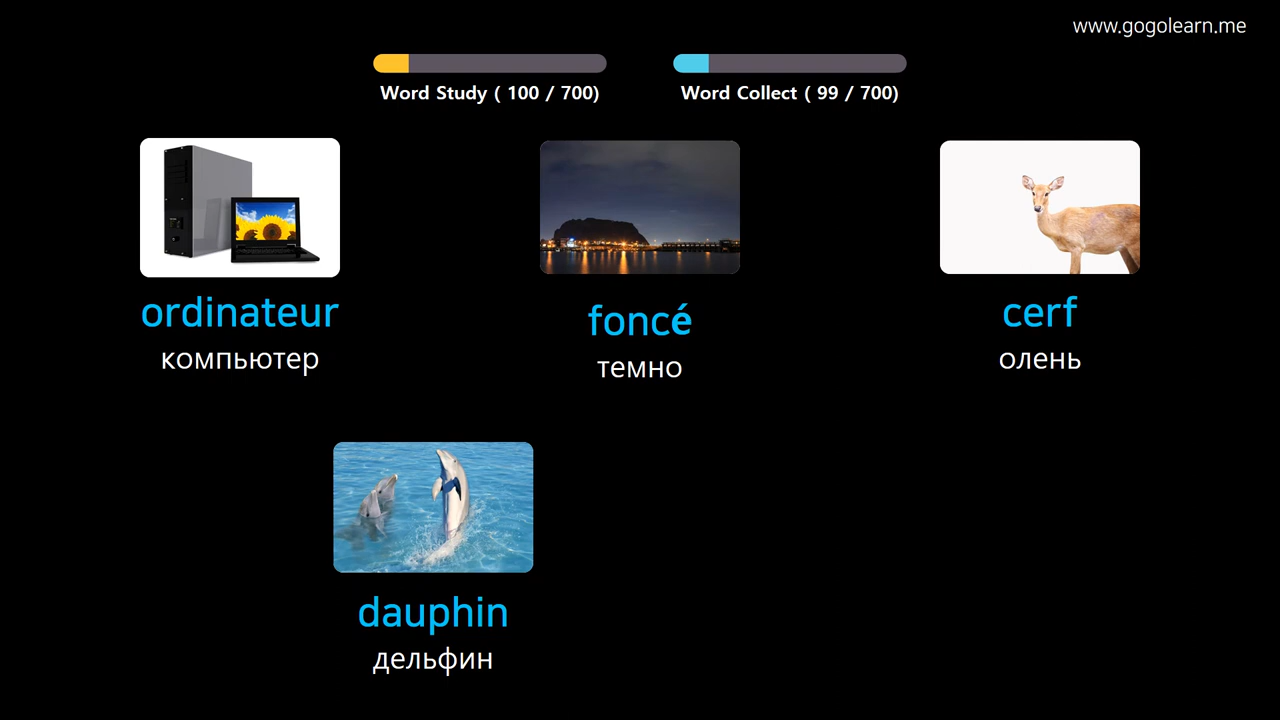 www.gogolearn.me
Word Study ( 100 / 700)
Word Collect ( 99 / 700)
ordinateur
компьютер
foncé
темно
cerf
олень
dauphin
дельфин